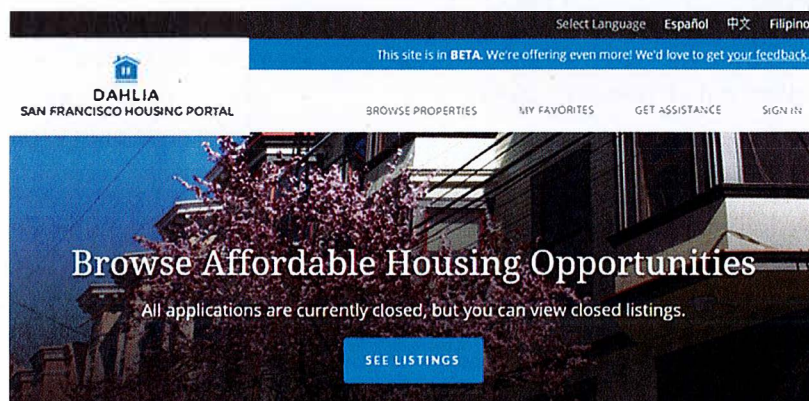 Select Language Español 中文 Filipino
This site is in BETA. We're offering even more! We'd love to get your feedback.
DAHLIA
SAN FRANCISCO HOUSING PORTAL
BROWSE PROPERTIES MY FAVORITES GET ASSISTANCE SIGN IN
Browse Affordable Housing Opportunities
All applications are currently closed, but you can view closed listings.
SEE LISTINGS